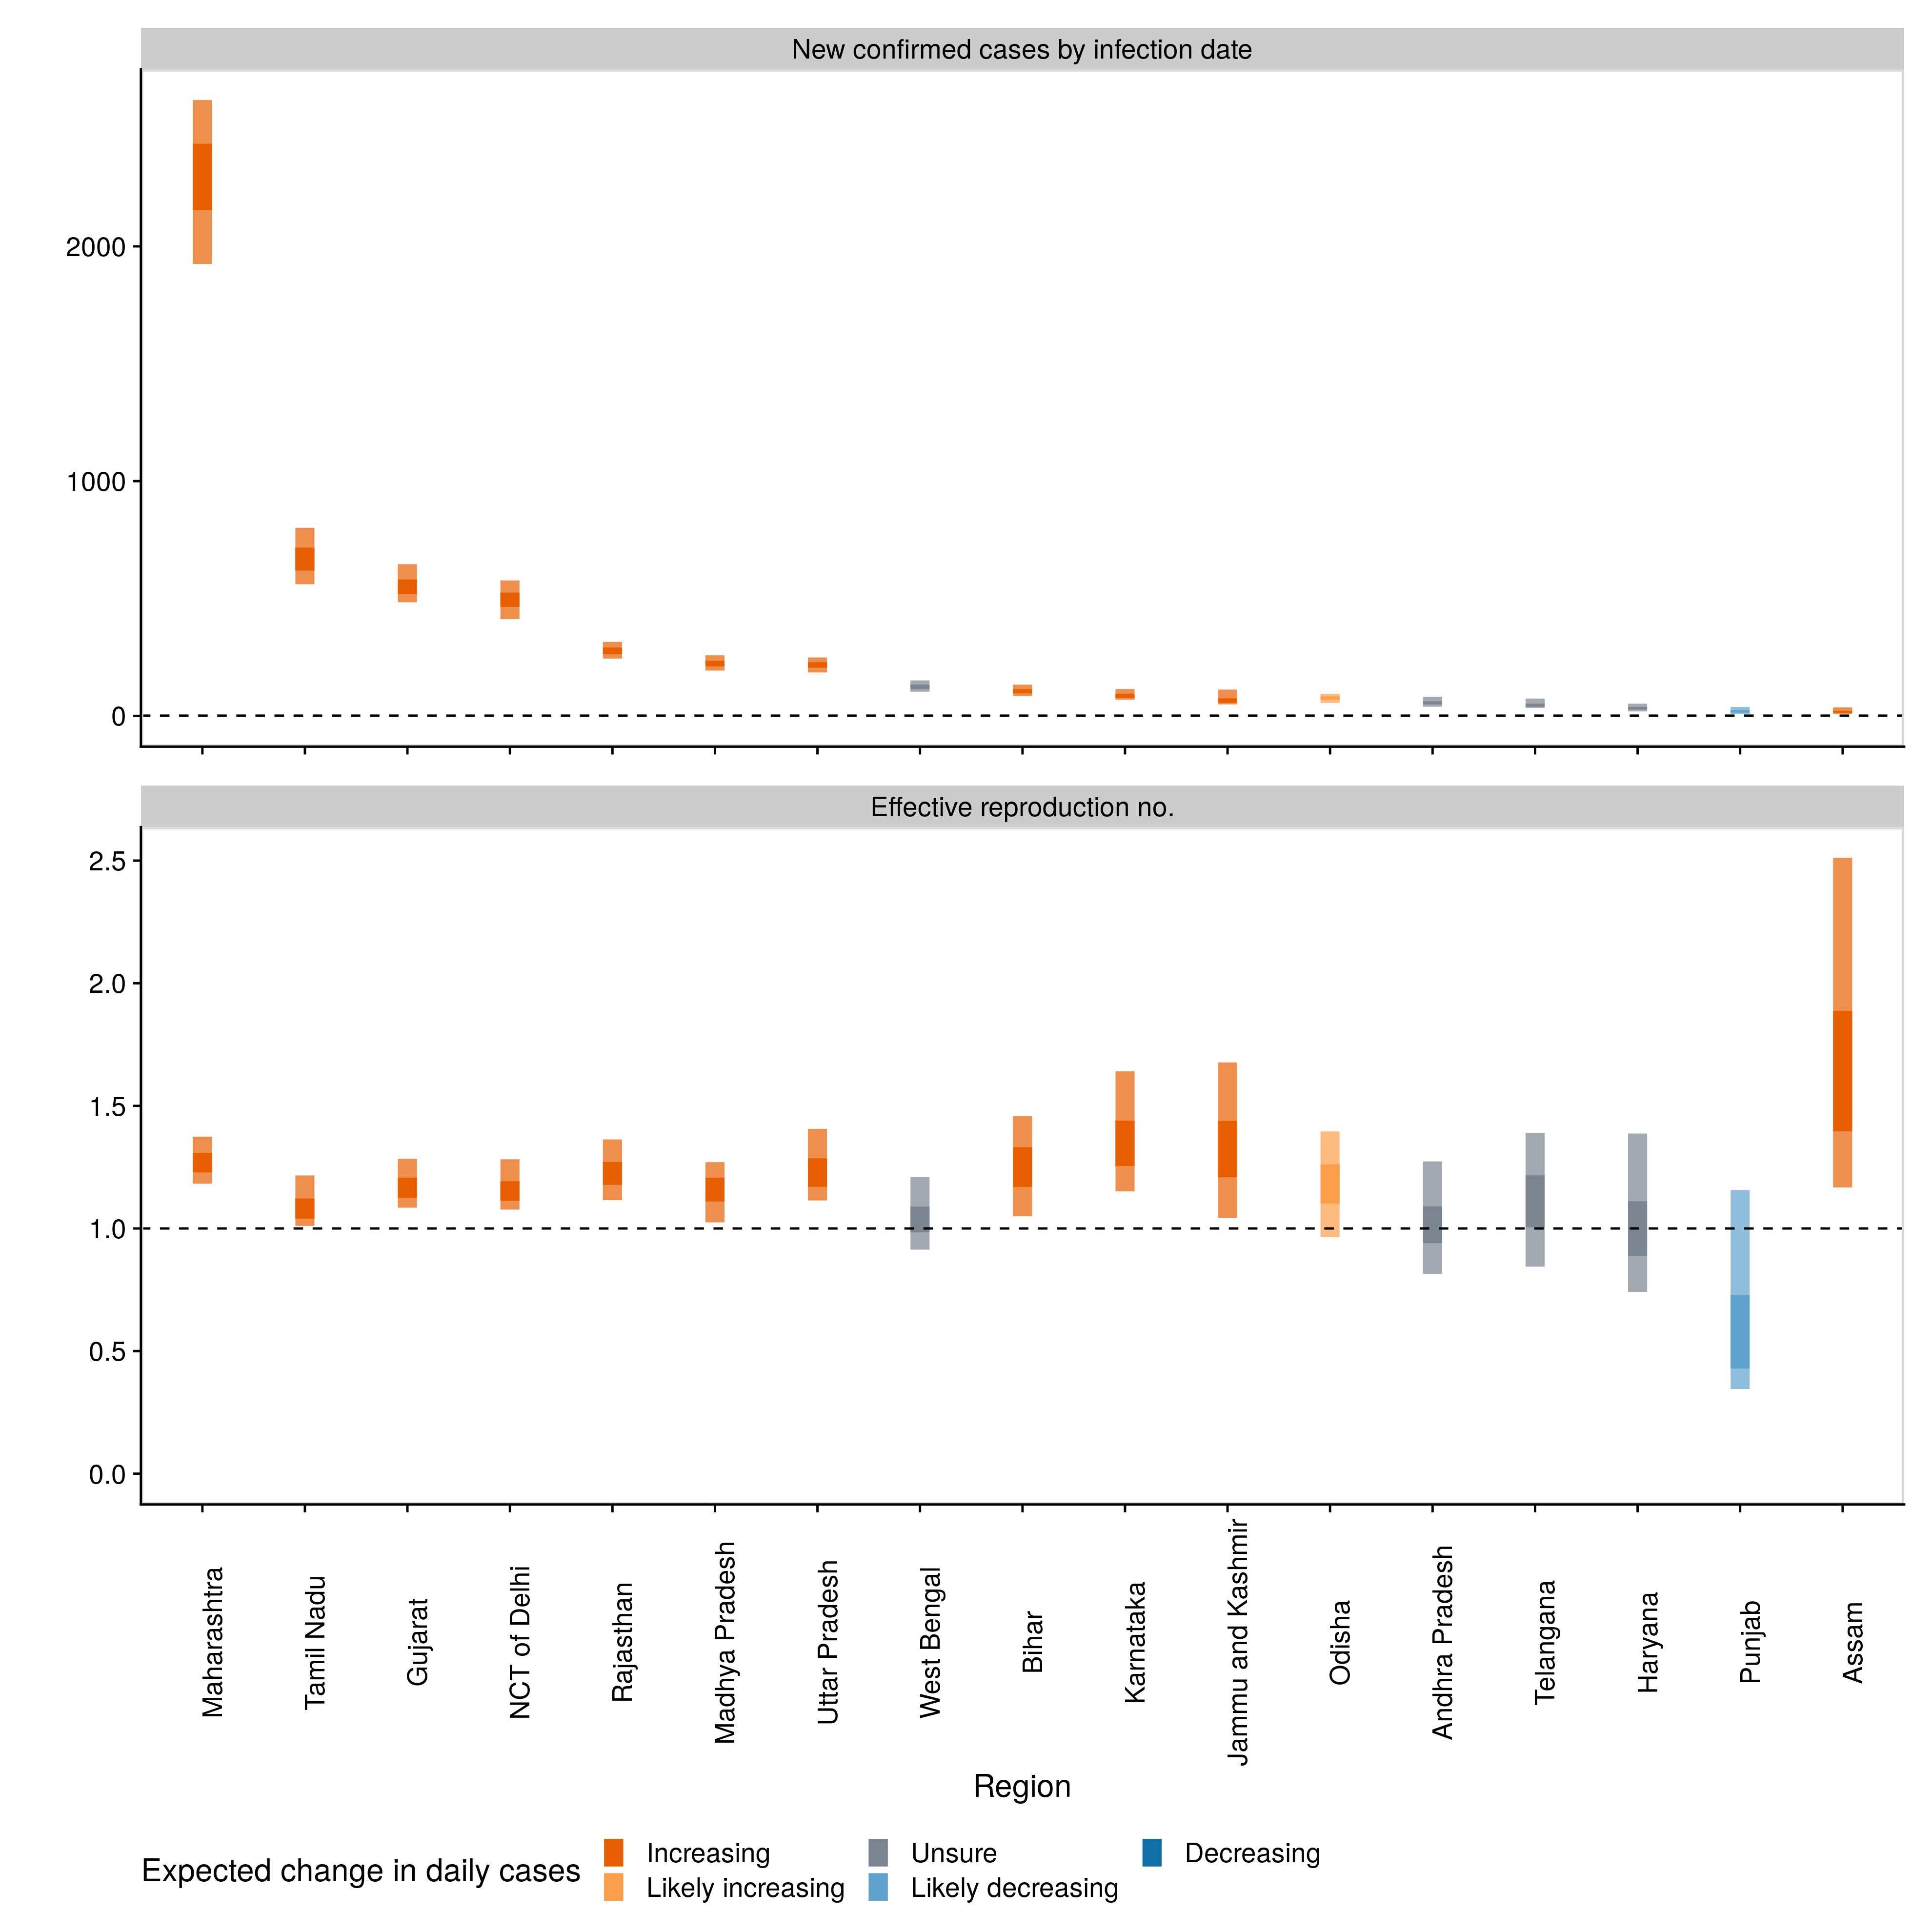 New confirmed cases by infection date
2000
1000
0
Effective reproduction no.
2.5
2.0
1.5
1.0
0.5
0.0
Maharashtra
Tamil Nadu
Gujarat
NCT of Delhi
Rajasthan
Madhya Pradesh
Uttar Pradesh
West Bengal
Bihar
Karnataka
Jammu and Kashmir
Odisha
Andhra Pradesh
Telangana
Haryana
Punjab
Assam
Region
Expected change in daily cases
Increasing
Likely increasing
Unsure
Likely decreasing
Decreasing